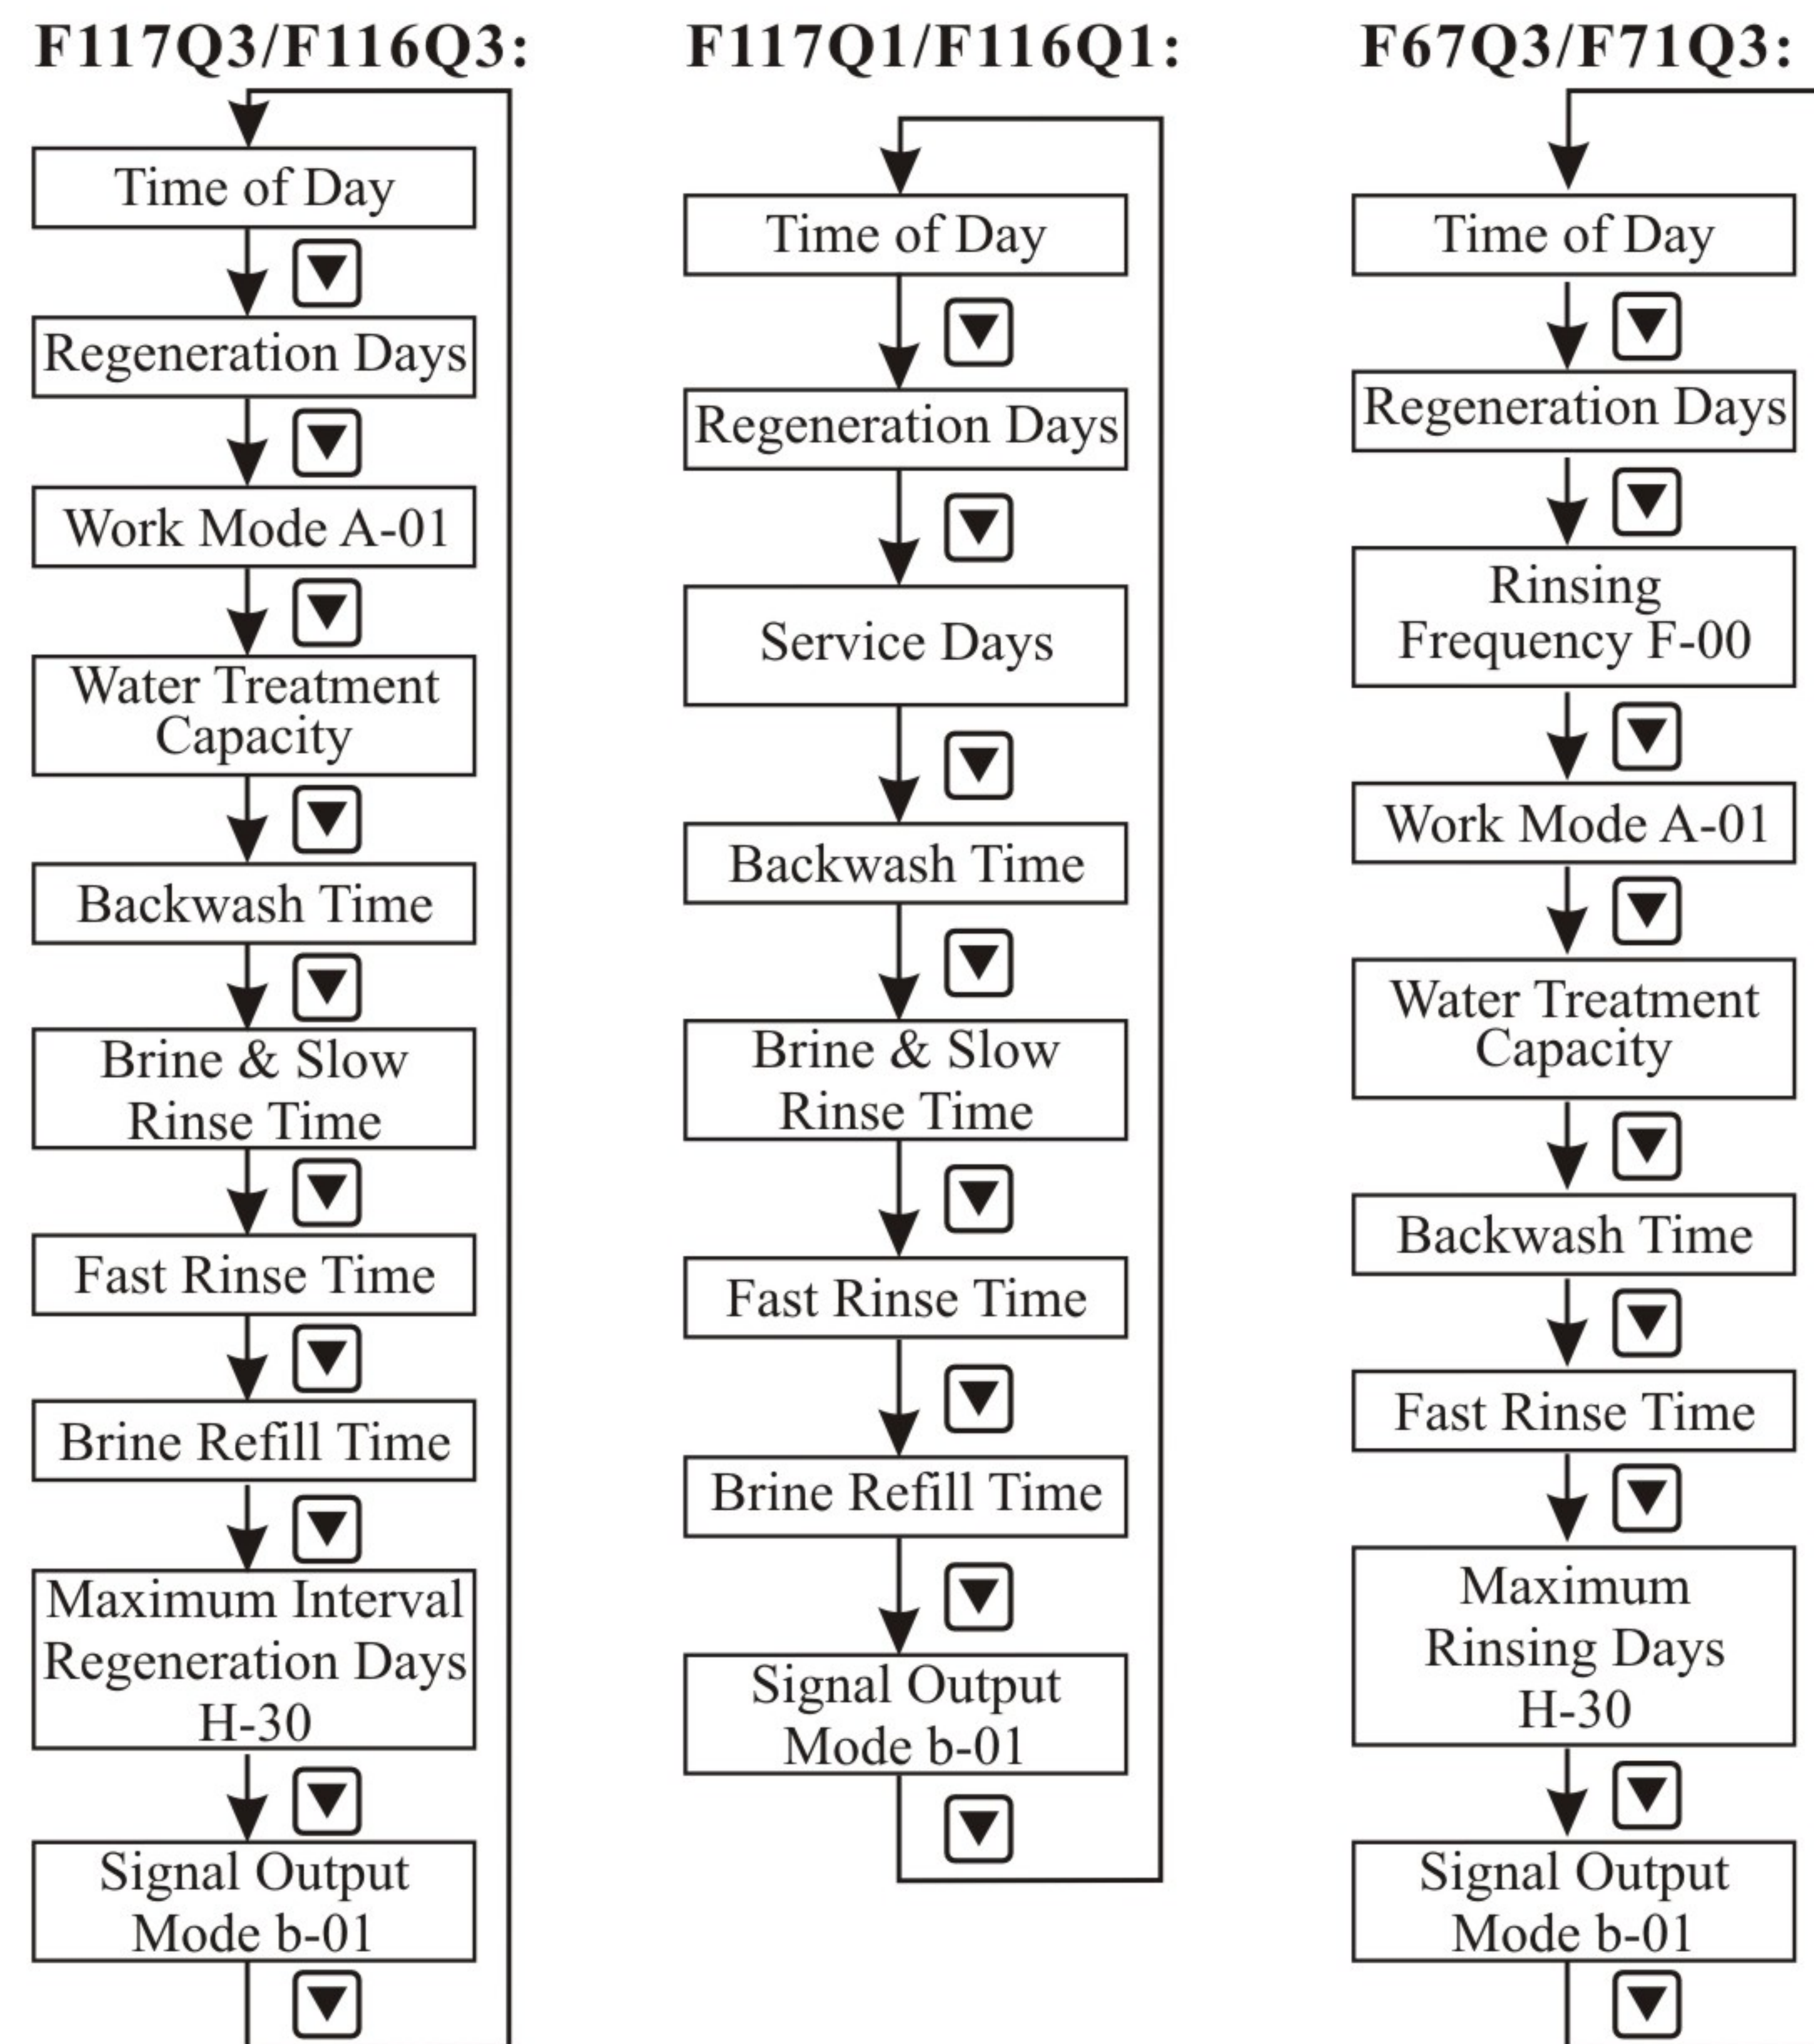 F117Q3/F116Q3:
Time of Day
Regeneration Days
Work Mode A-01
Water Treatment
Capacity
Backwash Time
Brine & Slow
Rinse Time
Fast Rinse Time
Brine Refill Time
Maximum Interval
Regeneration Days
H-30
Signal Output
Mode b-01
F117Q1/F116Q1:
Time of Day
Regeneration Days
Service Days
Backwash Time
Brine & Slow
Rinse Time
Fast Rinse Time
Brine Refill Time
Signal Output
Mode b-01
F67Q3/F71Q3:
Time of Day
Regeneration Days
Rinsing
Frequency F-00
Work Mode A-01
Water Treatment
Capacity
Backwash Time
Fast Rinse Time
Maximum
Rinsing Days
H-30
Signal Output
Mode b-01